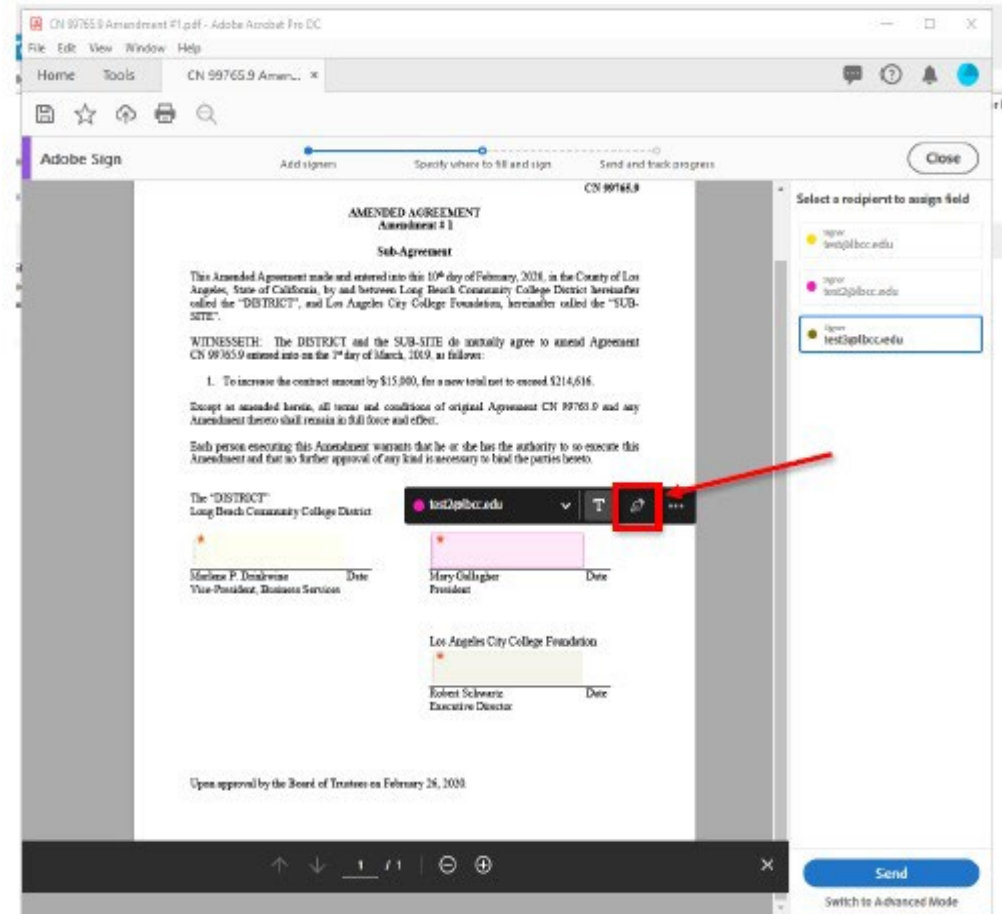 CN 99765.9 Amendment #1.pdf - Adobe Acrobat Pro DC
File Edit View Window Help
Home Tools CN 99765.9 Amen... ×
Adobe Sign
Add signers Specify where to fill and sign Send and track progress
Close
CN 99765.9
AMENDED AGREEMENT
Amendment # 1
Sub-Agreement
This Amended Agreement made and entered into this 10th day of February, 2020, in the County of Los
Angeles, State of California, by and between Long Beach Community College District hereinafter
called the "DISTRICT", and Los Angeles City College Foundation, hereinafter called the "SUB-
SITE".
WITNESSETH: The DISTRICT and the SUB-SITE do mutually agree to amend Agreement
CN 99765.9 entered into on the 1st day of March, 2019, as follows:
1. To increase the contract amount by $15,000, for a new total not to exceed $214,616.
Except as amended herein, all terms and conditions of original Agreement CN 99765.9 and any
Amendment thereto shall remain in full force and effect.
Each person executing this Amendment warrants that he or she has the authority to so execute this
Amendment and that no further approval of any kind is necessary to bind the parties hereto.
The "DISTRICT"
Long Beach Community College District
test2@lbcc.edu T ...
*
*
Marlene P. Drinkwine Date
Vice-President, Business Services
Mary Gallagher Date
President
Los Angeles City College Foundation
*
Robert Schwartz Date
Executive Director
Upon approval by the Board of Trustees on February 26, 2020.
Select a recipient to assign field
Signer
test@lbcc.edu
Signer
test2@lbcc.edu
Signer
test3@lbcc.edu
1 / 1
Send
Switch to Advanced Mode